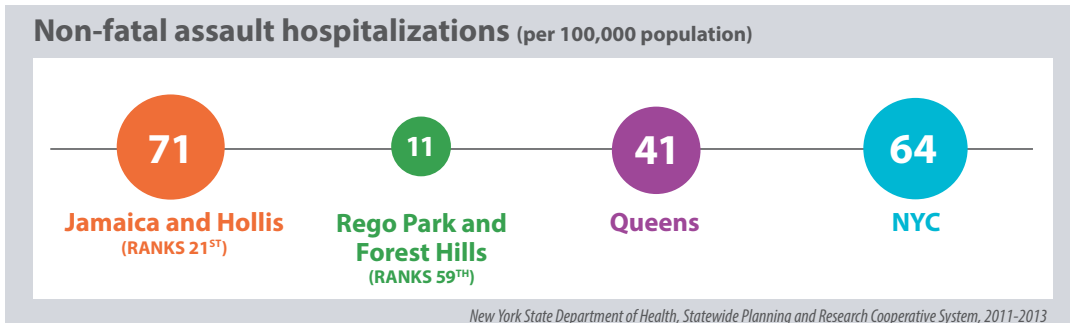 Non-fatal assault hospitalizations (per 100,000 population)
71
11
41
64
Jamaica and Hollis
(RANKS 21ST)
Rego Park and
Forest Hills
(RANKS 59TH)
Queens
NYC
New York State Department of Health, Statewide Planning and Research Cooperative System, 2011-2013